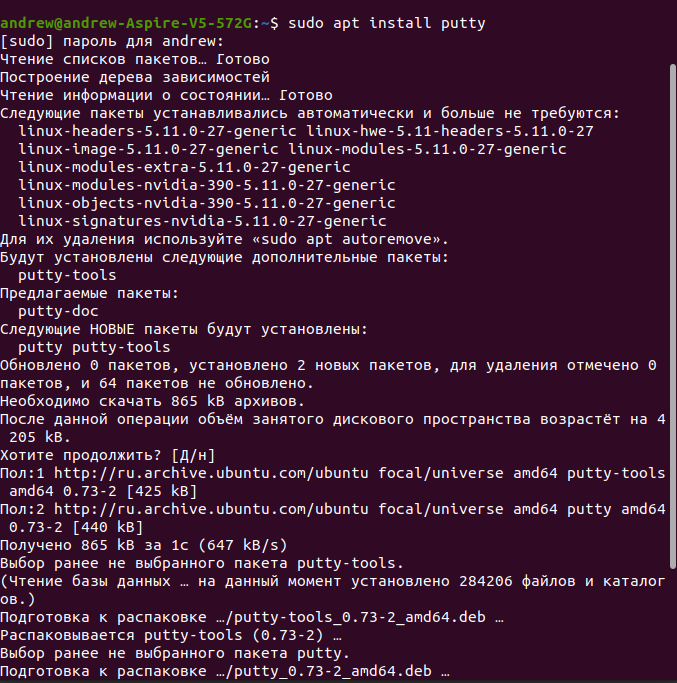 andrew@andrew-Aspire-V5-572G:~$ sudo apt install putty
[sudo] пароль для andrew:
Чтение списков пакетов… Готово
Построение дерева зависимостей
Чтение информации о состоянии… Готово
Следующие пакеты устанавливались автоматически и больше не требуются:
  linux-headers-5.11.0-27-generic linux-hwe-5.11-headers-5.11.0-27
  linux-image-5.11.0-27-generic linux-modules-5.11.0-27-generic
  linux-modules-extra-5.11.0-27-generic
  linux-modules-nvidia-390-5.11.0-27-generic
  linux-objects-nvidia-390-5.11.0-27-generic
  linux-signatures-nvidia-5.11.0-27-generic
Для их удаления используйте «sudo apt autoremove».
Будут установлены следующие дополнительные пакеты:
  putty-tools
Предлагаемые пакеты:
  putty-doc
Следующие НОВЫЕ пакеты будут установлены:
  putty putty-tools
Обновлено 0 пакетов, установлено 2 новых пакетов, для удаления отмечено 0
пакетов, и 64 пакетов не обновлено.
Необходимо скачать 865 kB архивов.
После данной операции объём занятого дискового пространства возрастёт на 4
 205 kB.
Хотите продолжить? [Д/н]
Пол:1 http://ru.archive.ubuntu.com/ubuntu focal/universe amd64 putty-tools
 amd64 0.73-2 [425 kB]
Пол:2 http://ru.archive.ubuntu.com/ubuntu focal/universe amd64 putty amd64
 0.73-2 [440 kB]
Получено 865 kB за 1с (647 kB/s)
Выбор ранее не выбранного пакета putty-tools.
(Чтение базы данных … на данный момент установлено 284206 файлов и каталог
ов.)
Подготовка к распаковке …/putty-tools_0.73-2_amd64.deb …
Распаковывается putty-tools (0.73-2) …
Выбор ранее не выбранного пакета putty.
Подготовка к распаковке …/putty_0.73-2_amd64.deb …